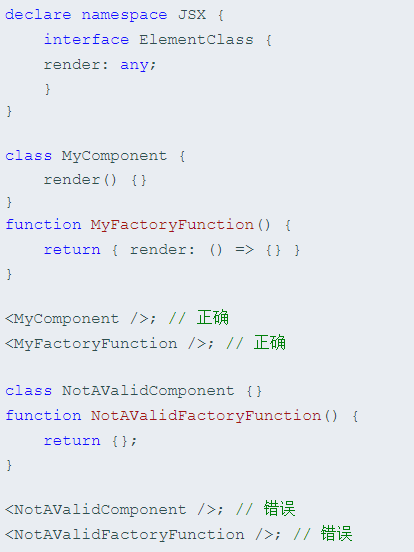 declare namespace JSX {
    interface ElementClass {
    render: any;
    }
}

class MyComponent {
    render() {}
}
function MyFactoryFunction() {
    return { render: () => {} }
}

<MyComponent />; // 正确
<MyFactoryFunction />; // 正确

class NotAValidComponent {}
function NotAValidFactoryFunction() {
    return {};
}

<NotAValidComponent />; // 错误
<NotAValidFactoryFunction />; // 错误